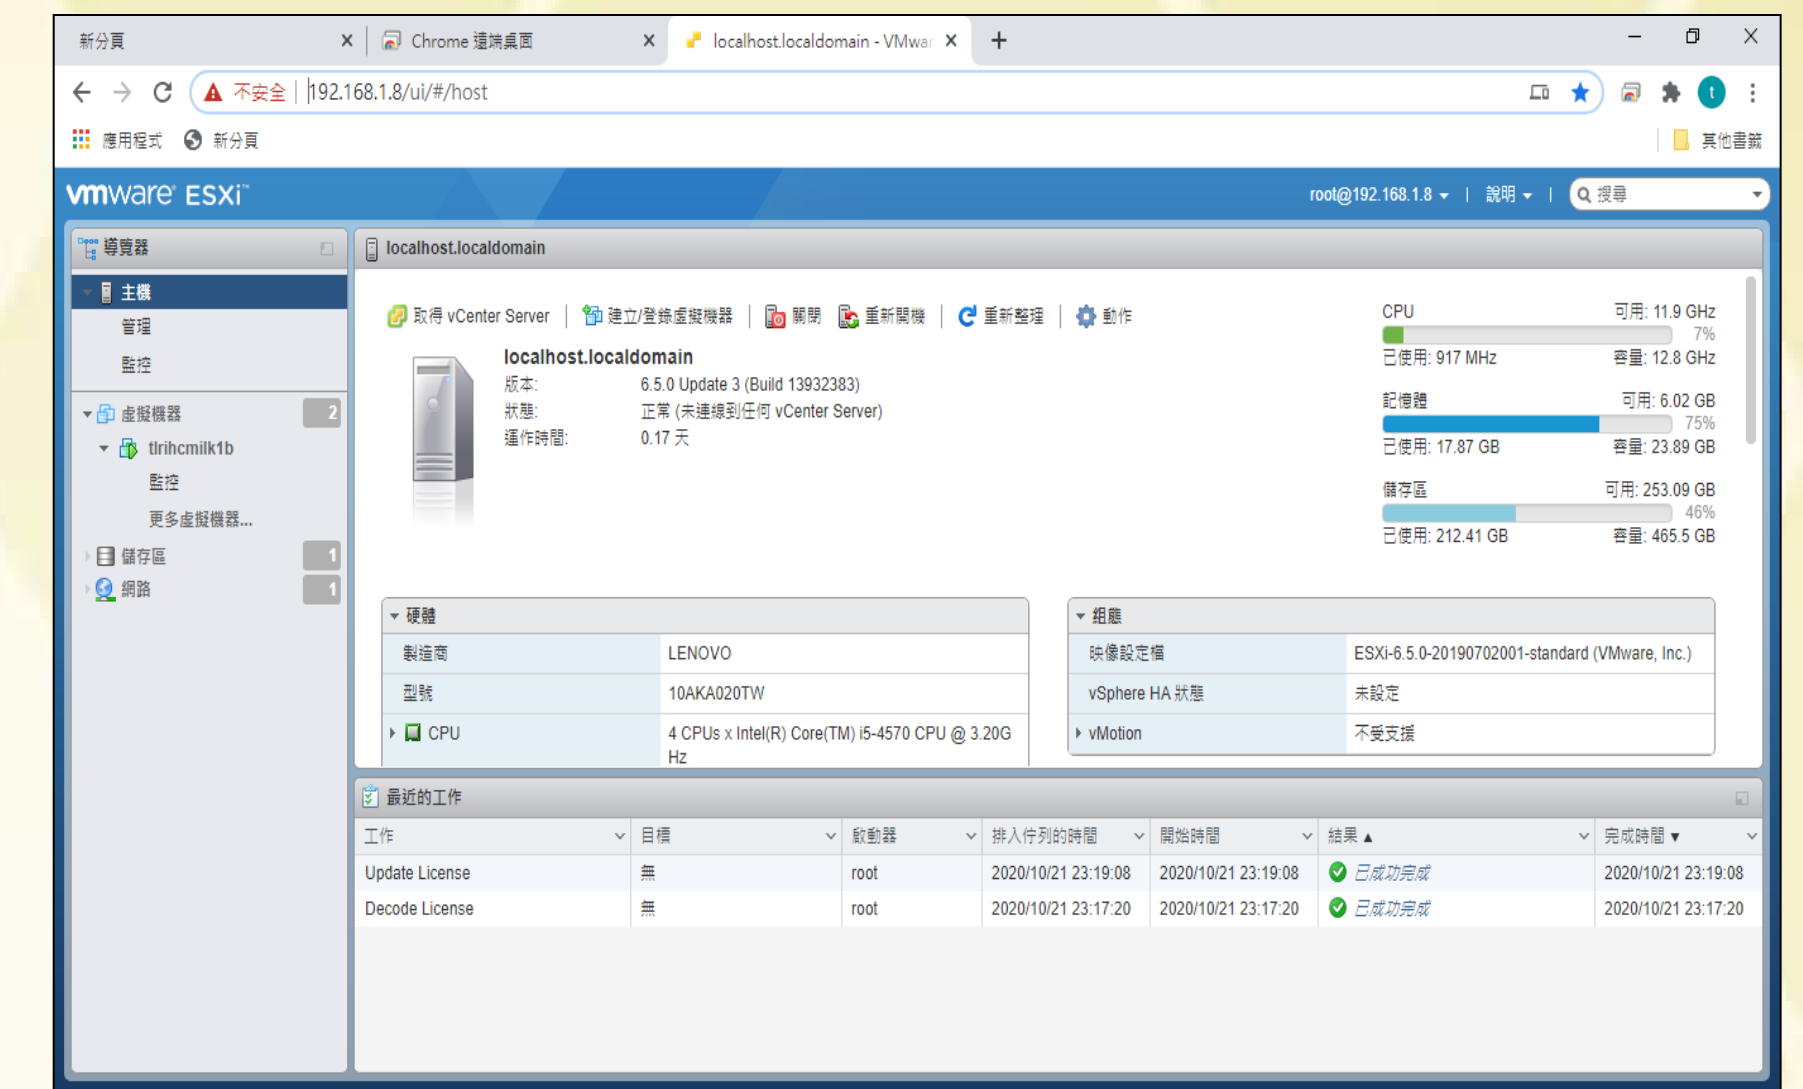 新分頁
Chrome 遠端桌面
localhost.localdomain - VMwar
不安全 192.168.1.8/ui/#/host
t
應用程式 新分頁 其他書籤
vmware ESXi™
root@192.168.1.8 | 說明 | 搜尋
導覽器
主機
管理
監控
虛擬機器 2
tlrihcmilk1b
監控
更多虛擬機器...
儲存區 1
網路 1
localhost.localdomain
取得 vCenter Server | 建立/登錄虛擬機器 | 關閉 重新開機 | 重新整理 | 動作
localhost.localdomain
版本: 6.5.0 Update 3 (Build 13932383)
狀態: 正常 (未連線到任何 vCenter Server)
運作時間: 0.17 天
CPU 可用: 11.9 GHz
7%
已使用: 917 MHz 容量: 12.8 GHz
記憶體 可用: 6.02 GB
75%
已使用: 17.87 GB 容量: 23.89 GB
儲存區 可用: 253.09 GB
46%
已使用: 212.41 GB 容量: 465.5 GB
硬體
製造商 LENOVO
型號 10AKA020TW
CPU 4 CPUs x Intel(R) Core(TM) i5-4570 CPU @ 3.20G
Hz
組態
映像設定檔 ESXi-6.5.0-20190702001-standard (VMware, Inc.)
vSphere HA 狀態 未設定
vMotion 不受支援
最近的工作
工作 目標 啟動器 排入佇列的時間 開始時間 結果▲ 完成時間▼
Update License 無 root 2020/10/21 23:19:08 2020/10/21 23:19:08 已成功完成 2020/10/21 23:19:08
Decode License 無 root 2020/10/21 23:17:20 2020/10/21 23:17:20 已成功完成 2020/10/21 23:17:20